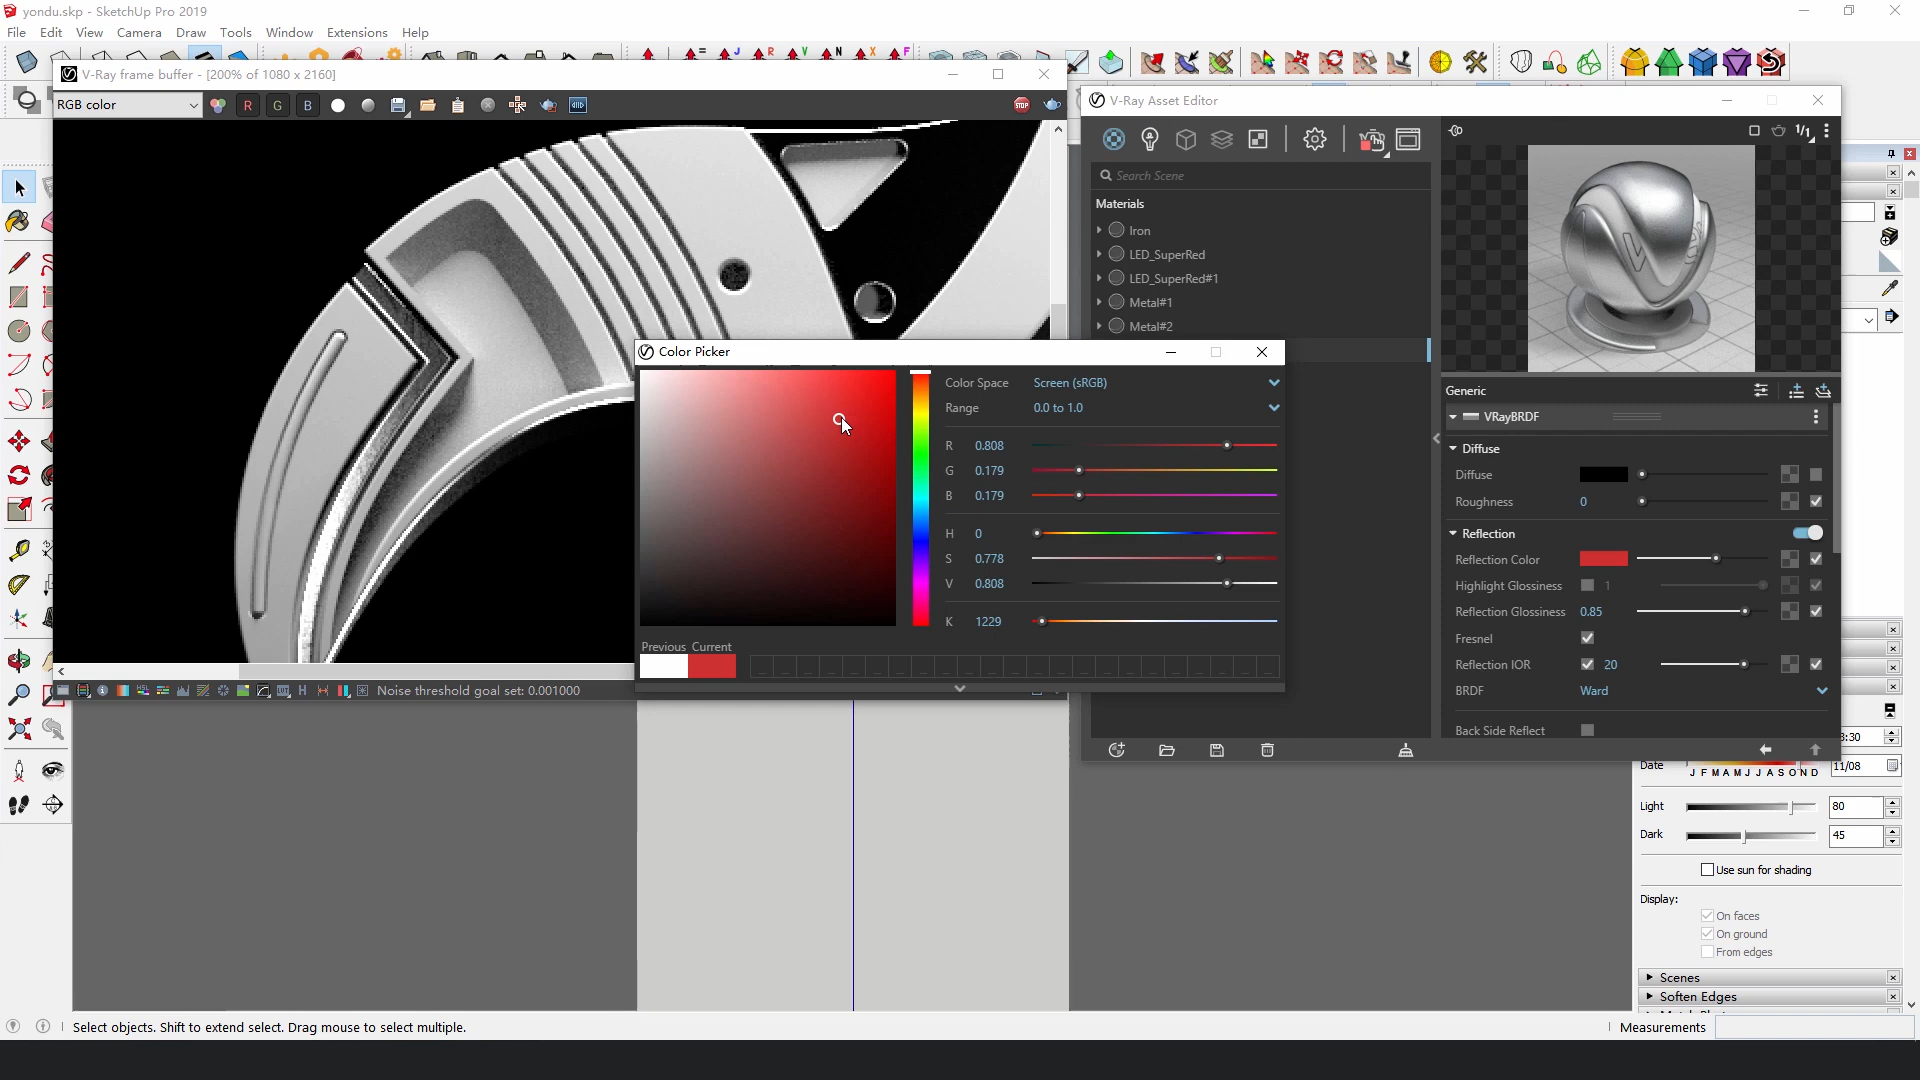 yondu.skp - SketchUp Pro 2019
File Edit View Camera Draw Tools Window Extensions Help
V-Ray frame buffer - [200% of 1080 x 2160]
RGB color
R G B
STOP
Noise threshold goal set: 0.001000
V-Ray Asset Editor
Search Scene
Materials
Iron
LED_SuperRed
LED_SuperRed#1
Metal#1
Metal#2
1/1
Color Picker
Color Space Screen (sRGB)
Range 0.0 to 1.0
R 0.808
G 0.179
B 0.179
H 0
S 0.778
V 0.808
K 1229
Previous Current
Generic
VRayBRDF
Diffuse
Diffuse
Roughness 0
Reflection
Reflection Color
Highlight Glossiness 1
Reflection Glossiness 0.85
Fresnel
Reflection IOR 20
BRDF Ward
Back Side Reflect
:30
Date J F M A M J J A S O N D 11/08
Light 80
Dark 45
Use sun for shading
Display:
On faces
On ground
From edges
Scenes
Soften Edges
Select objects. Shift to extend select. Drag mouse to select multiple.
Measurements